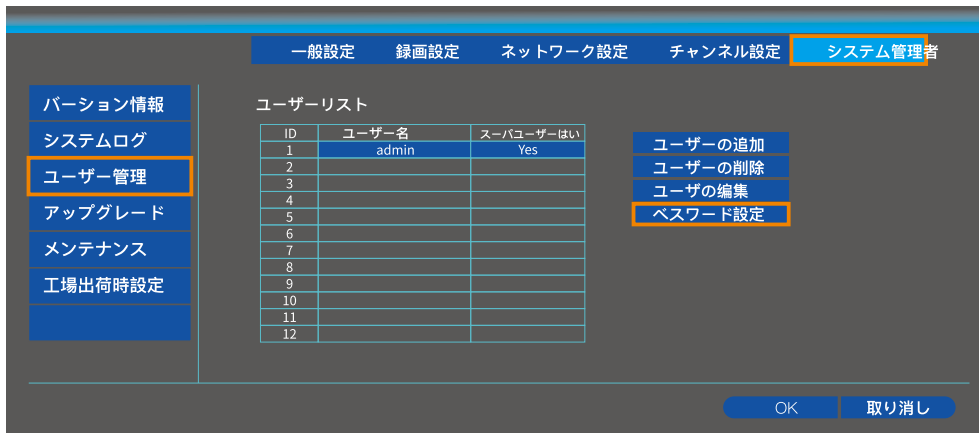 一般設定 録画設定 ネットワーク設定 チャンネル設定 システム管理者
バーション情報
システムログ
ユーザー管理
アップグレード
メンテナンス
工場出荷時設定
ユーザーリスト
ID ユーザー名 スーパユーザーはい
1 admin Yes
2
3
4
5
6
7
8
9
10
11
12
ユーザーの追加
ユーザーの削除
ユーザの編集
ペスワード設定
OK 取り消し